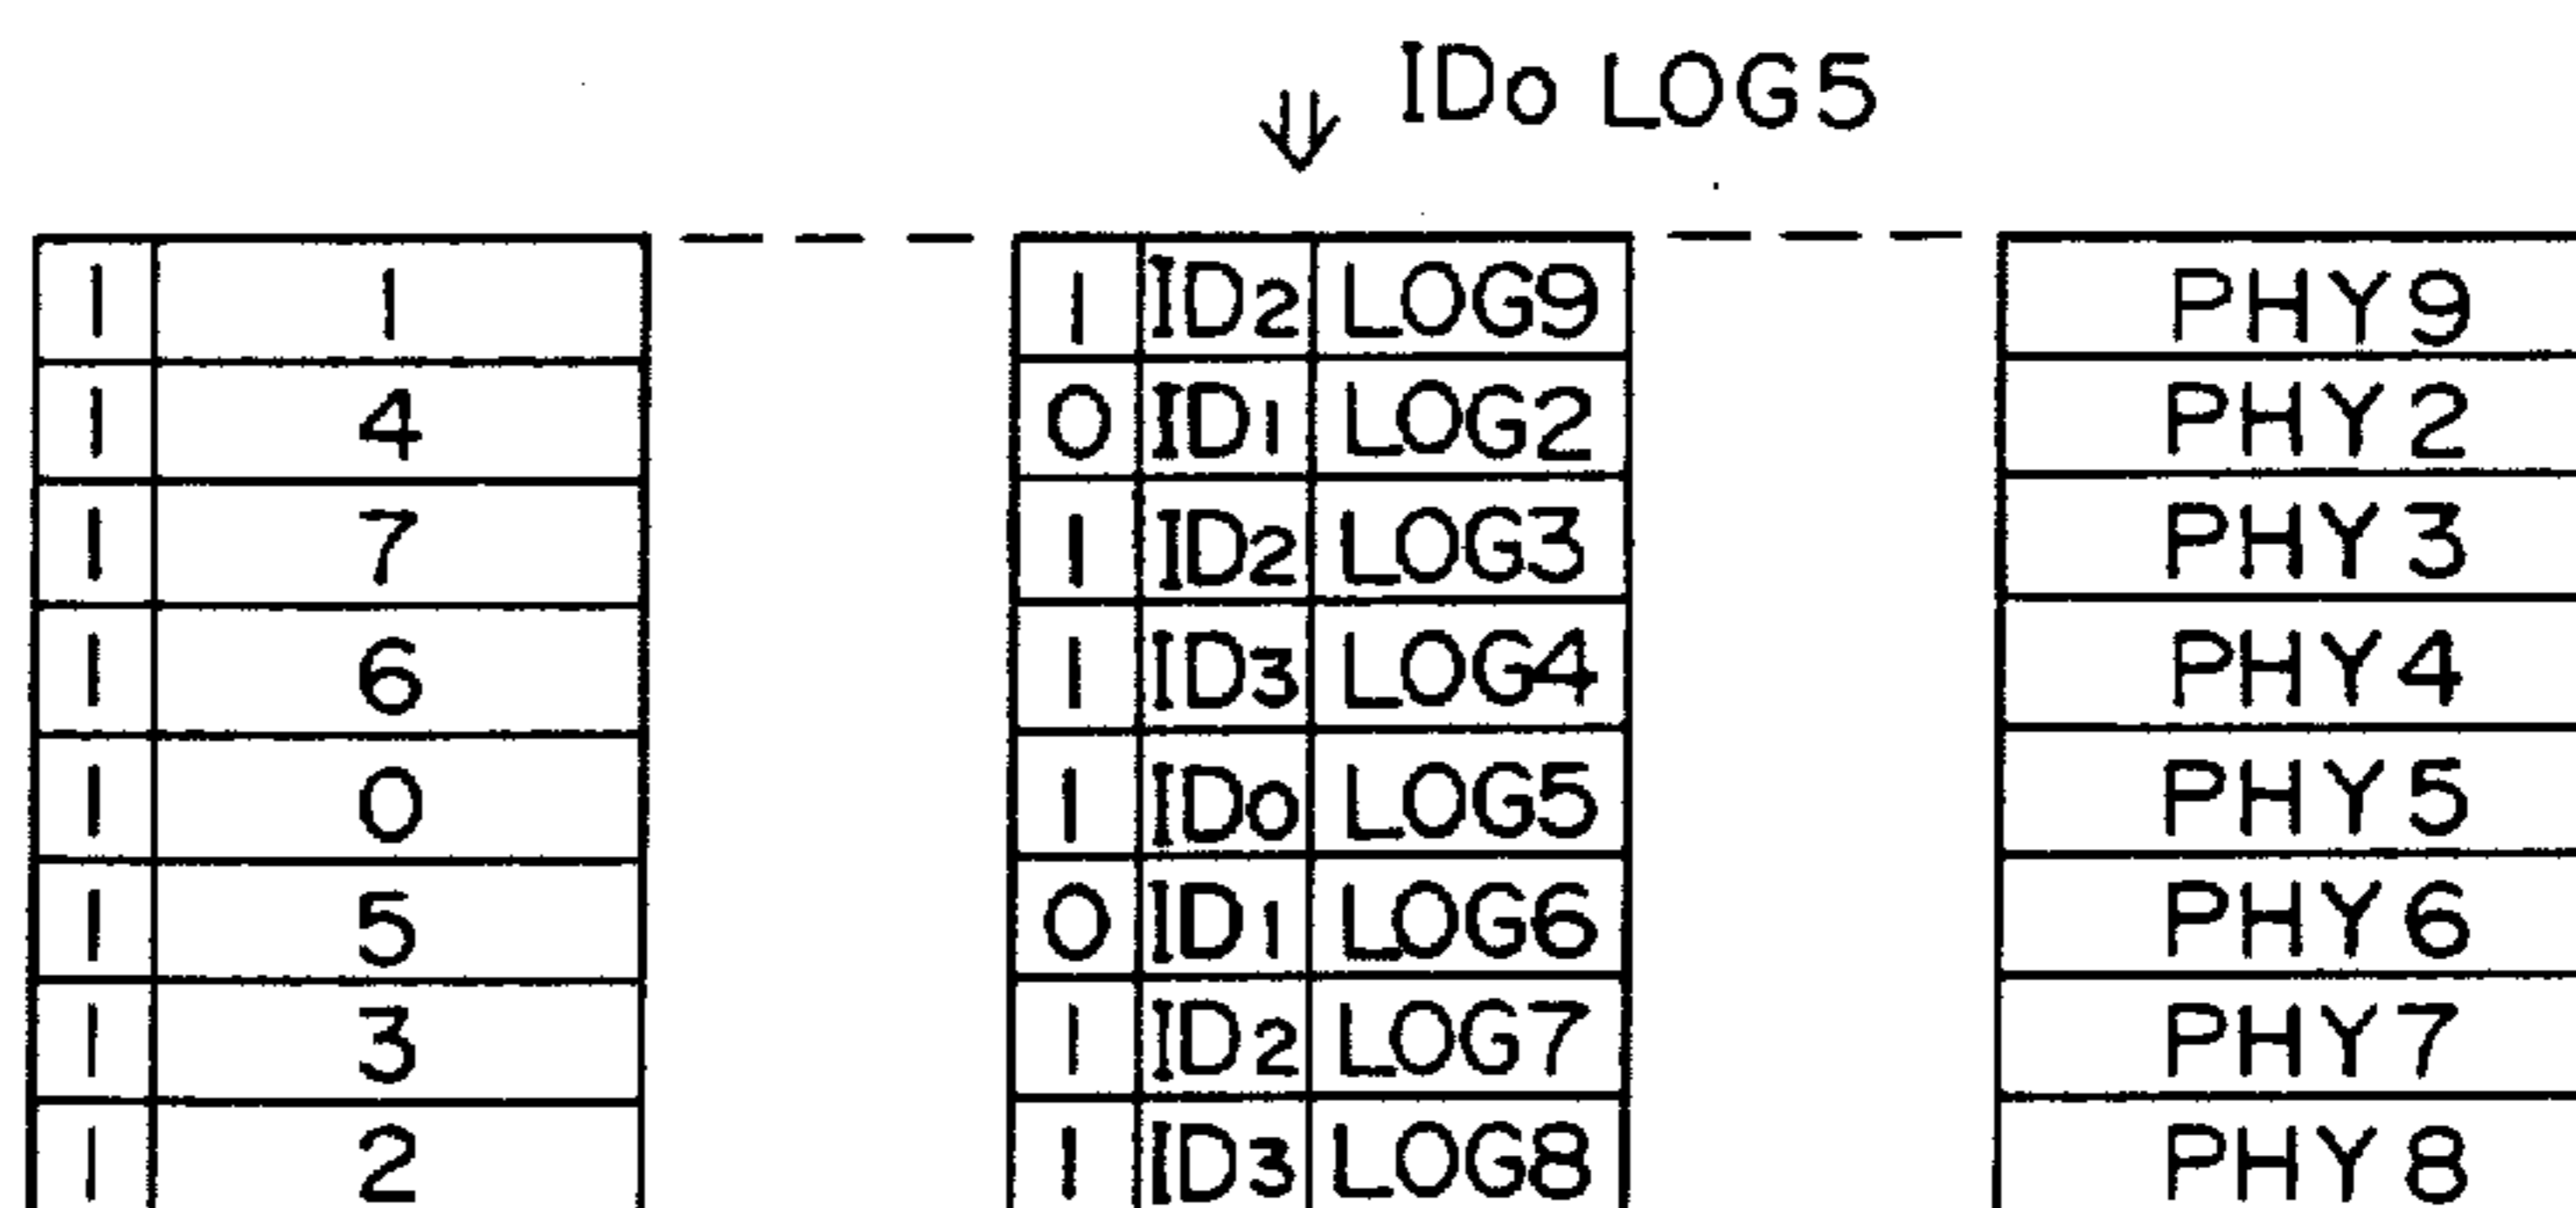 IDo LOG5
1 1 1 ID2 LOG9 PHY9
1 4 0 ID1 LOG2 PHY2
1 7 1 ID2 LOG3 PHY3
1 6 1 ID3 LOG4 PHY4
1 0 1 IDo LOG5 PHY5
1 5 0 ID1 LOG6 PHY6
1 3 1 ID2 LOG7 PHY7
1 2 1 ID3 LOG8 PHY8